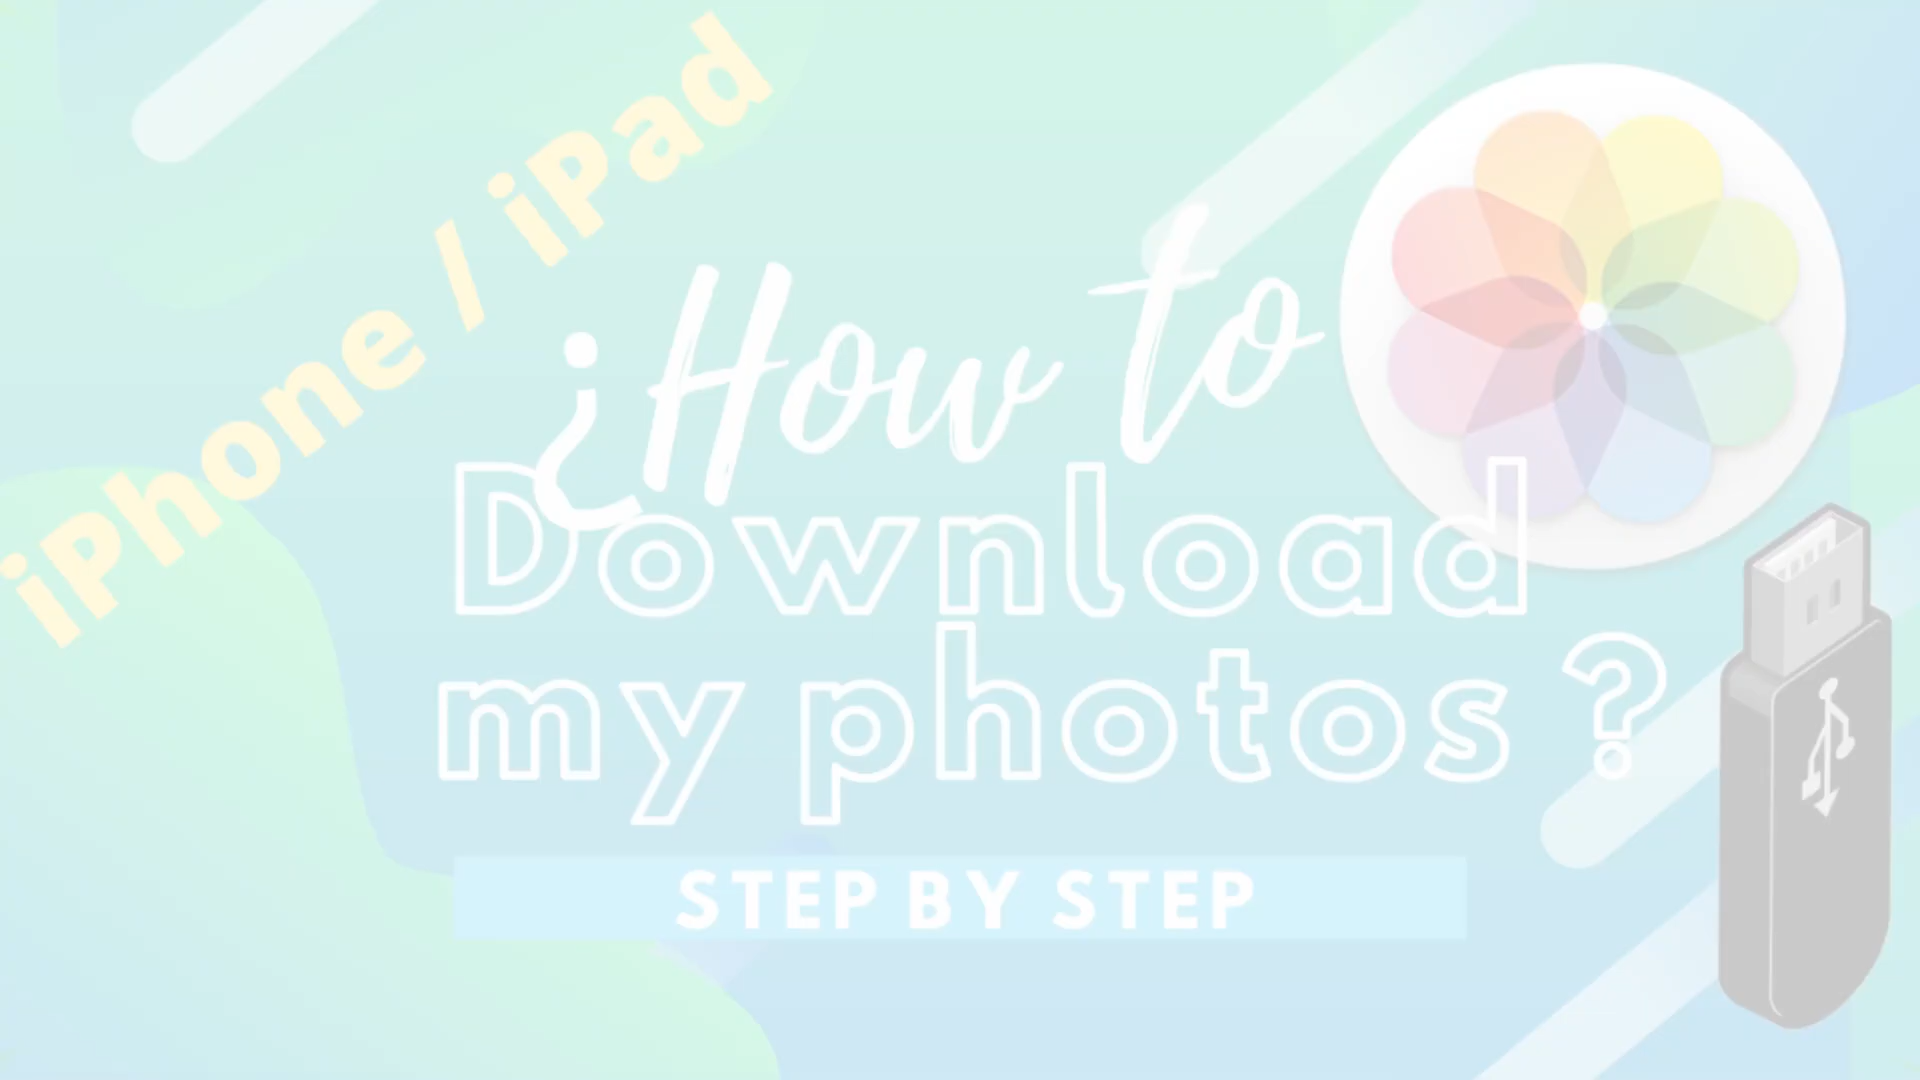 iPhone / iPad
¿How to
Download
my photos ?
STEP BY STEP